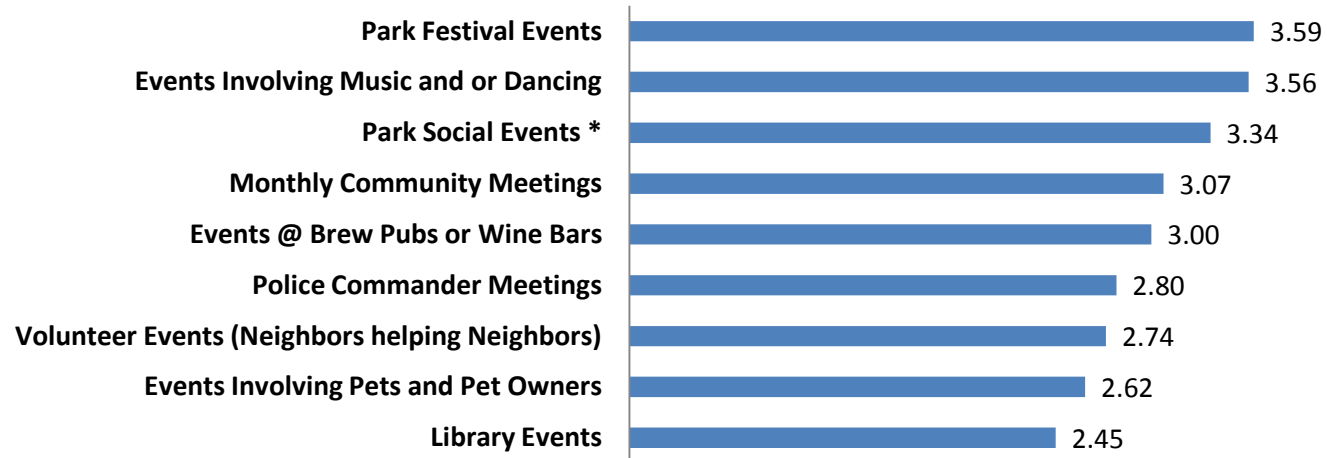 Park Festival Events 3.59
Events Involving Music and or Dancing 3.56
Park Social Events * 3.34
Monthly Community Meetings 3.07
Events @ Brew Pubs or Wine Bars 3.00
Police Commander Meetings 2.80
Volunteer Events (Neighbors helping Neighbors) 2.74
Events Involving Pets and Pet Owners 2.62
Library Events 2.45